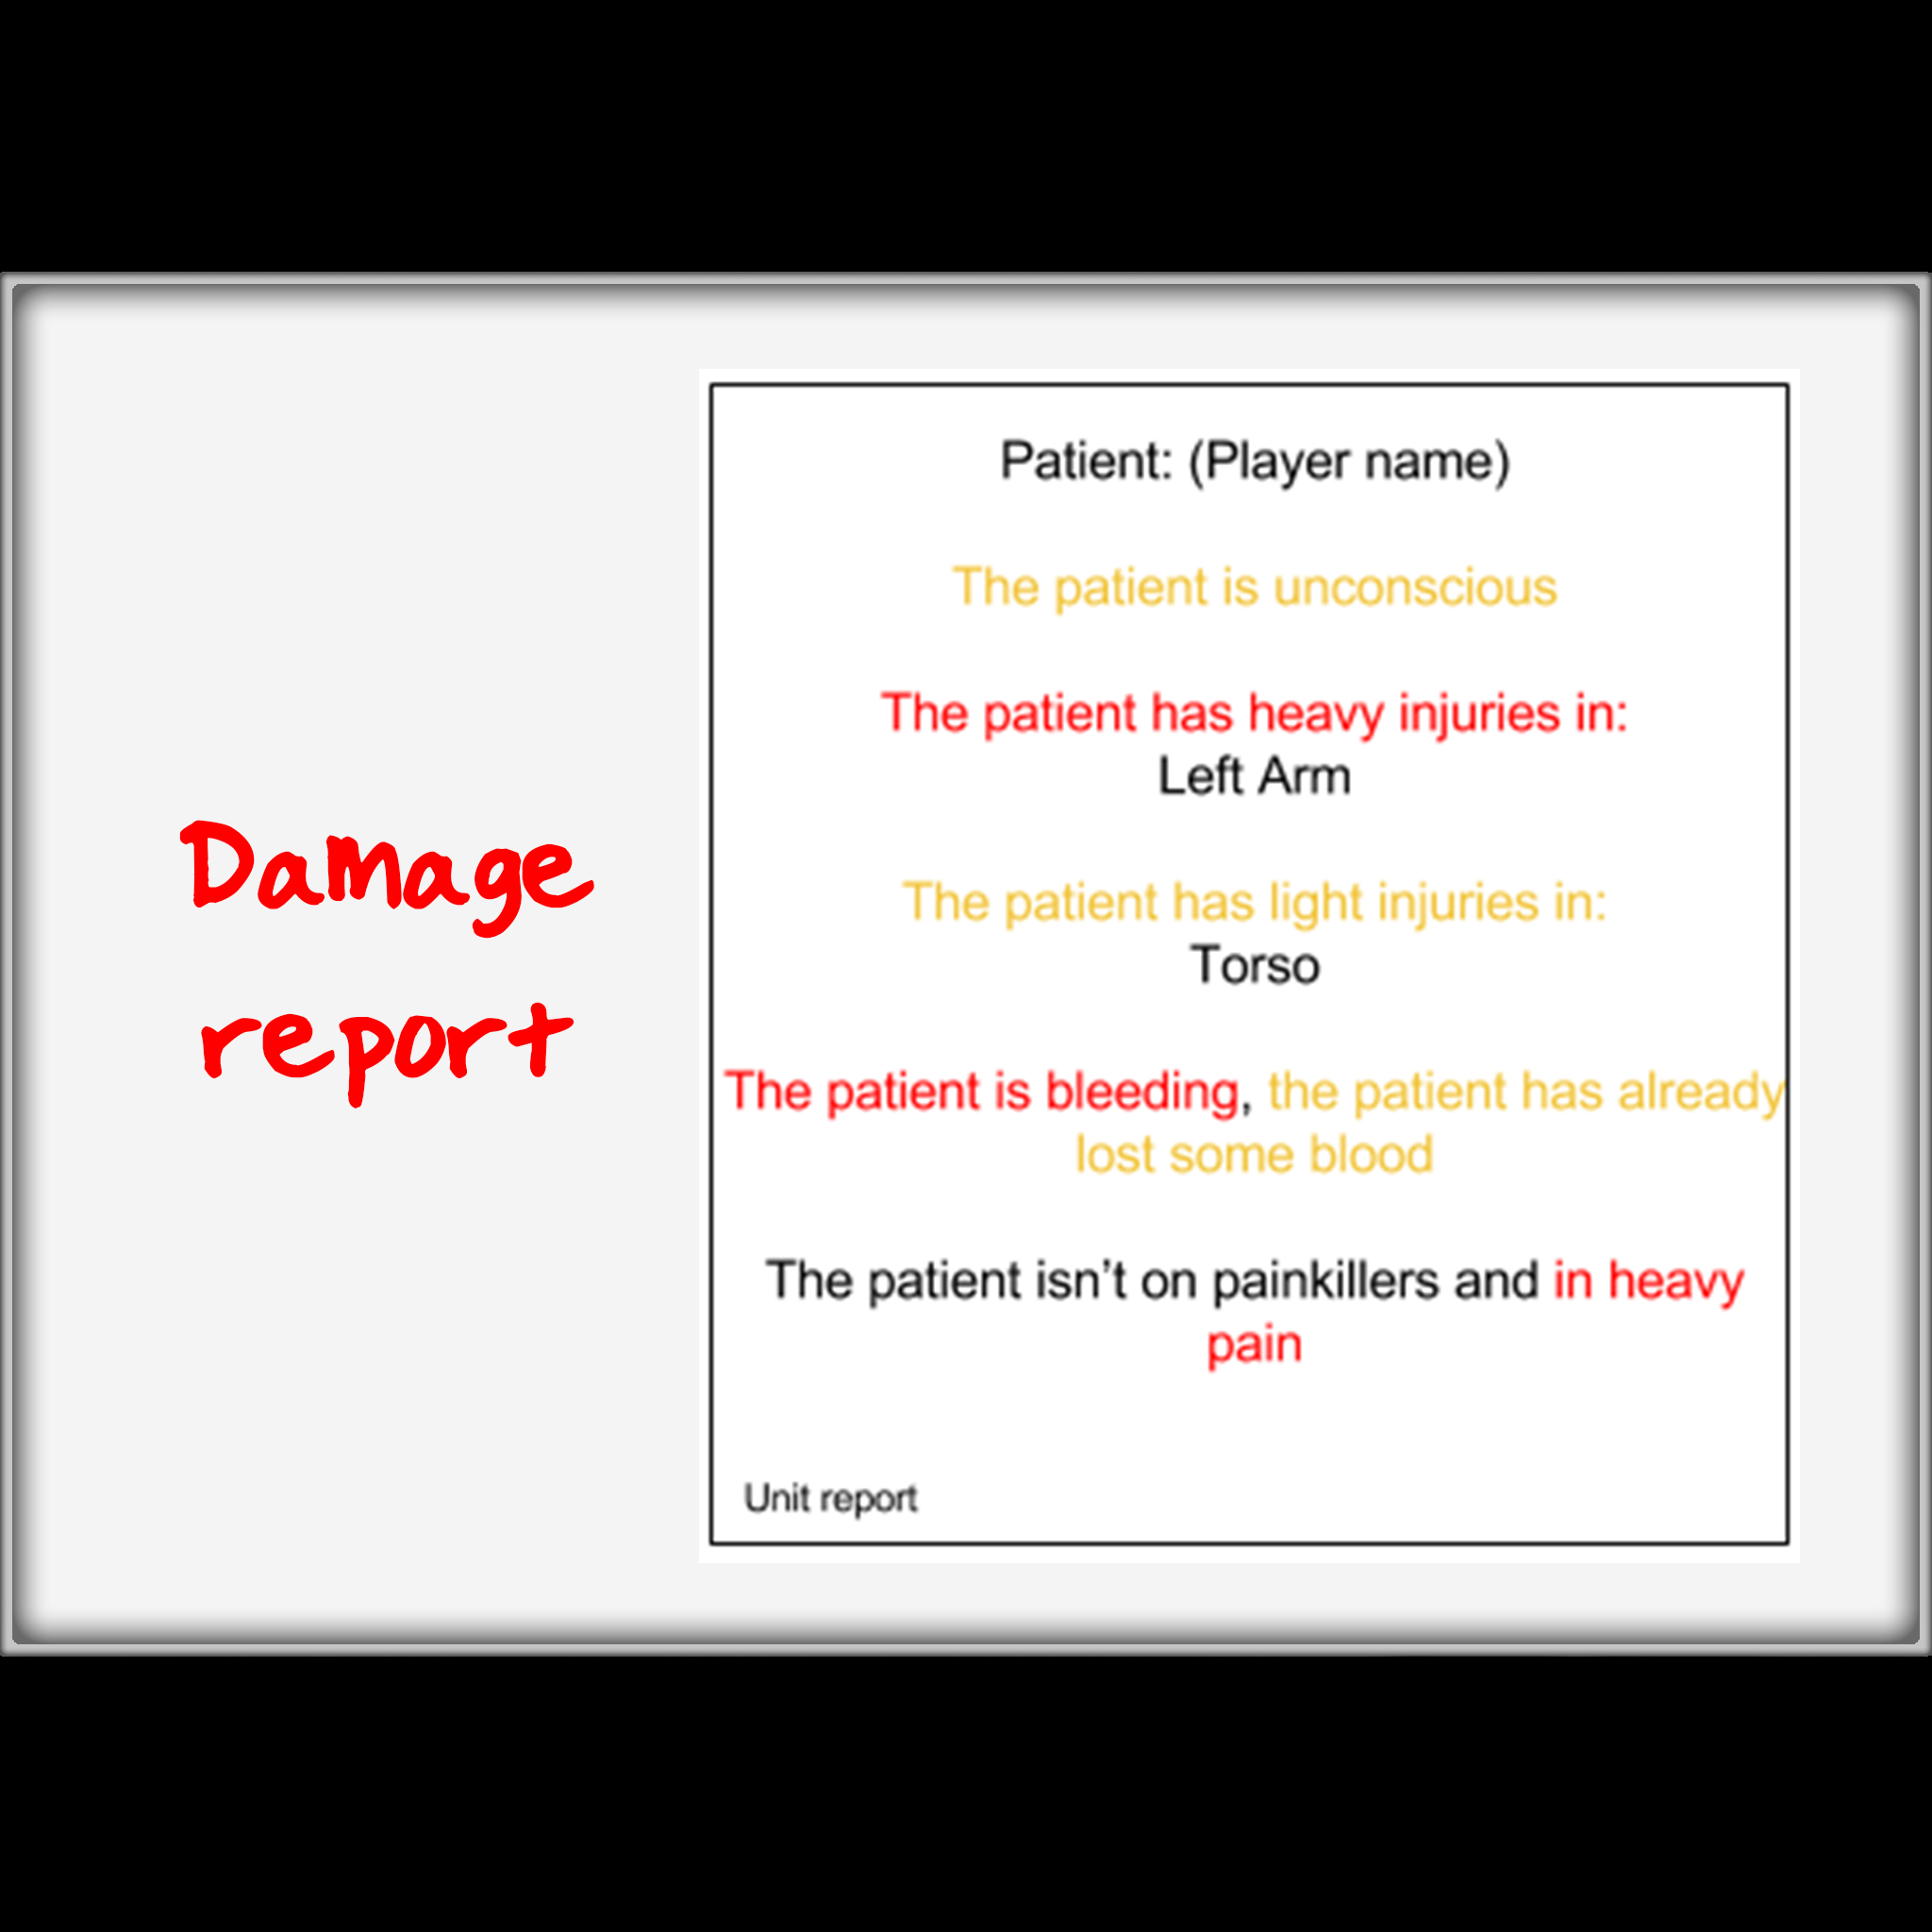 Damage
report
Patient: (Player name)
The patient is unconscious
The patient has heavy injuries in:
Left Arm
The patient has light injuries in:
Torso
The patient is bleeding, the patient has already
lost some blood
The patient isn’t on painkillers and in heavy
pain
Unit report